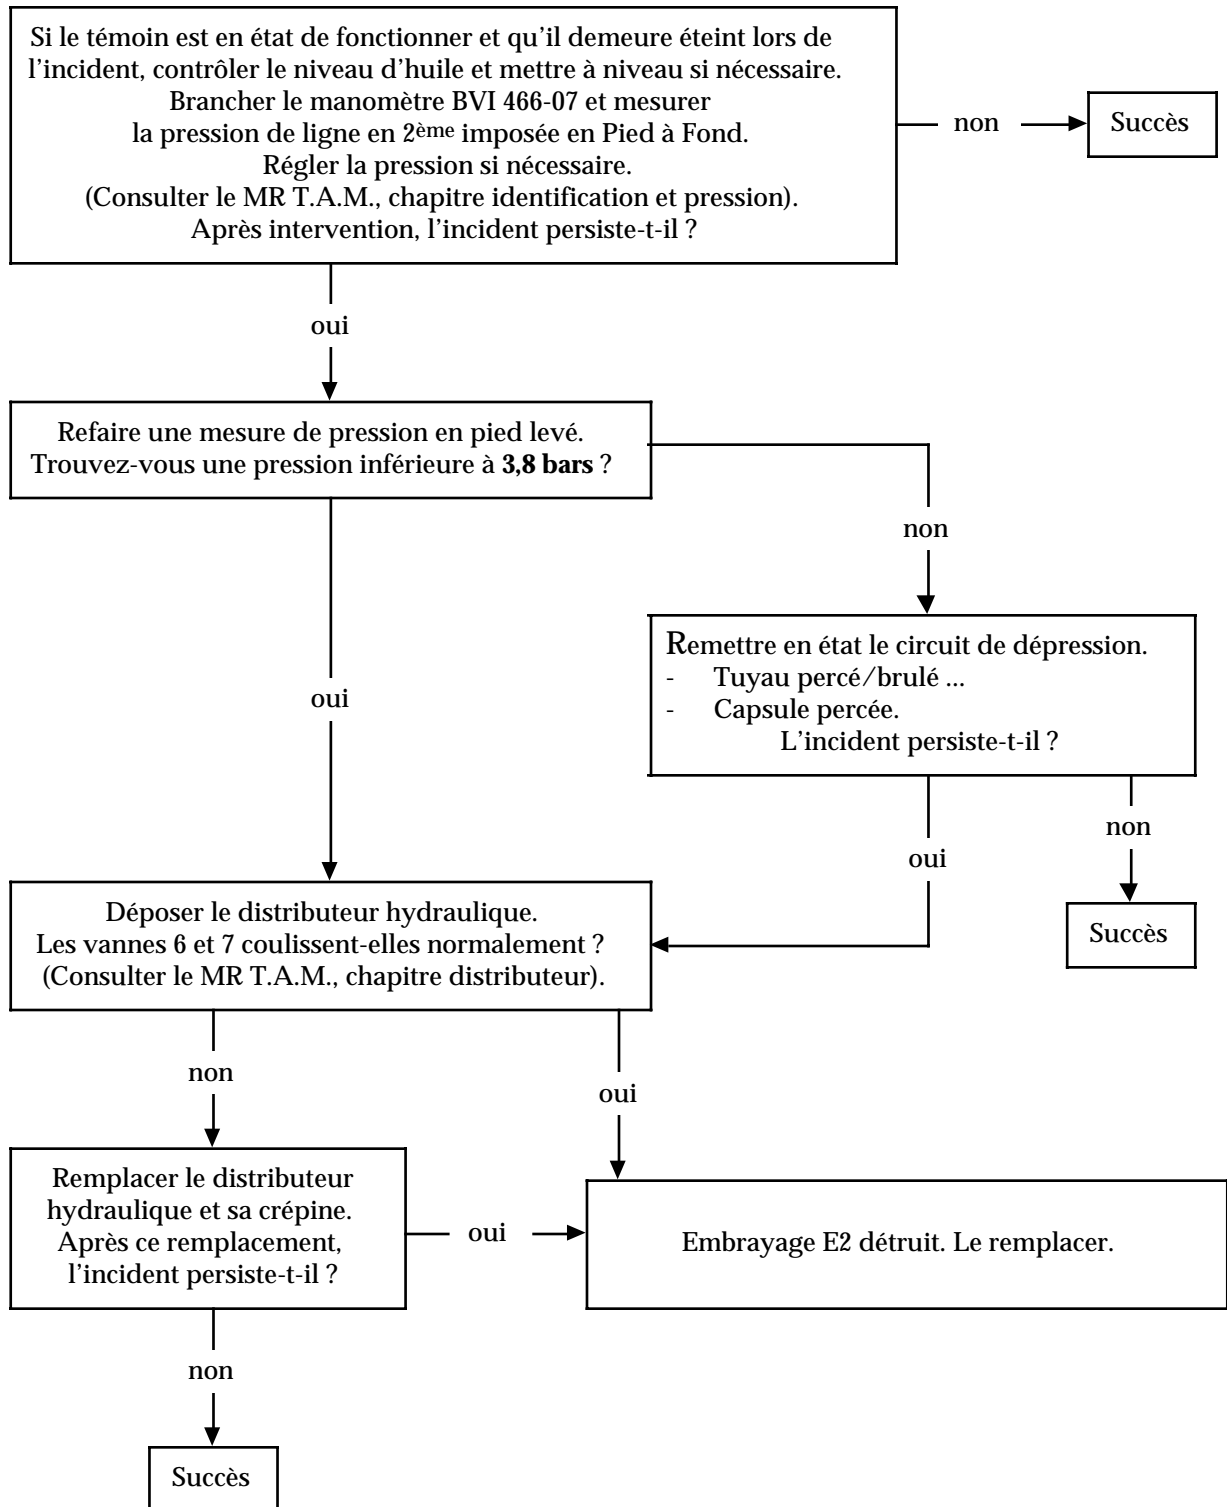 Si le témoin est en état de fonctionner et qu'il demeure éteint lors de
l'incident, contrôler le niveau d'huile et mettre à niveau si nécessaire.
Brancher le manomètre BVI 466-07 et mesurer
la pression de ligne en 2ème imposée en Pied à Fond.
Régler la pression si nécessaire.
(Consulter le MR T.A.M., chapitre identification et pression).
Après intervention, l'incident persiste-t-il ?
non
Succès
oui
Refaire une mesure de pression en pied levé.
Trouvez-vous une pression inférieure à 3,8 bars ?
non
oui
Remettre en état le circuit de dépression.
- Tuyau percé/brulé ...
- Capsule percée.
L'incident persiste-t-il ?
non
oui
Succès
Déposer le distributeur hydraulique.
Les vannes 6 et 7 coulissent-elles normalement ?
(Consulter le MR T.A.M., chapitre distributeur).
non
oui
Remplacer le distributeur
hydraulique et sa crépine.
Après ce remplacement,
l'incident persiste-t-il ?
oui
Embrayage E2 détruit. Le remplacer.
non
Succès